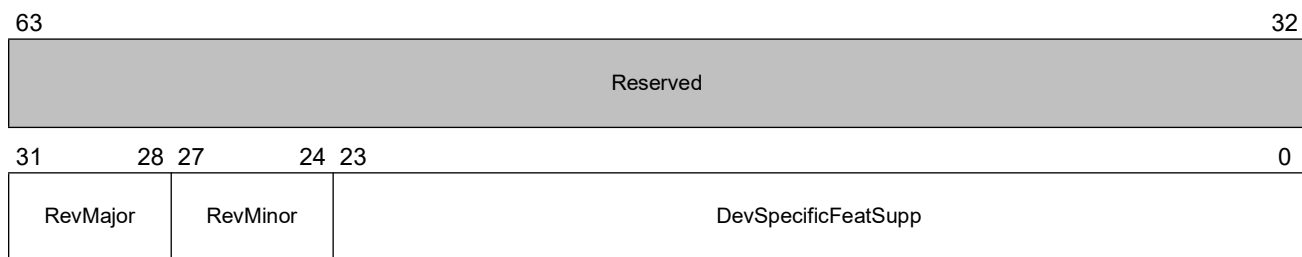 63 32
Reserved
31 28 27 24 23 0
RevMajor RevMinor DevSpecificFeatSupp